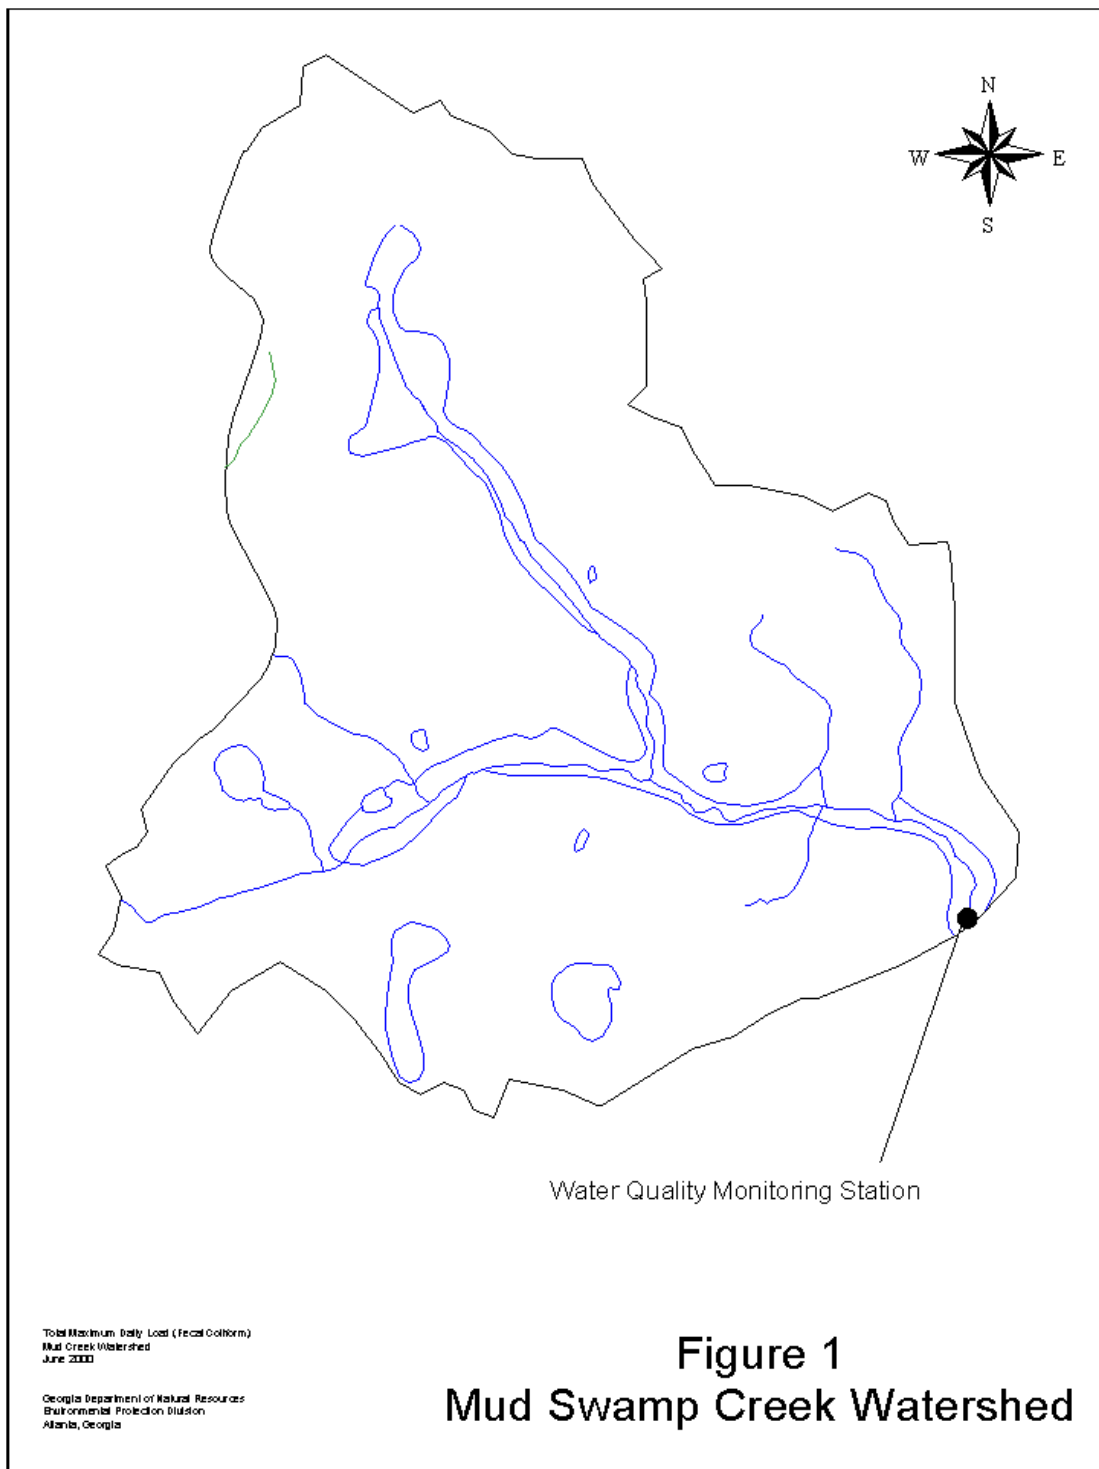 N
W E
S
Water Quality Monitoring Station
Total Maximum Daily Load (Fecal Coliform)
Mud Creek Watershed
June 2000
Georgia Department of Natural Resources
Environmental Protection Division
Atlanta, Georgia
Figure 1
Mud Swamp Creek Watershed